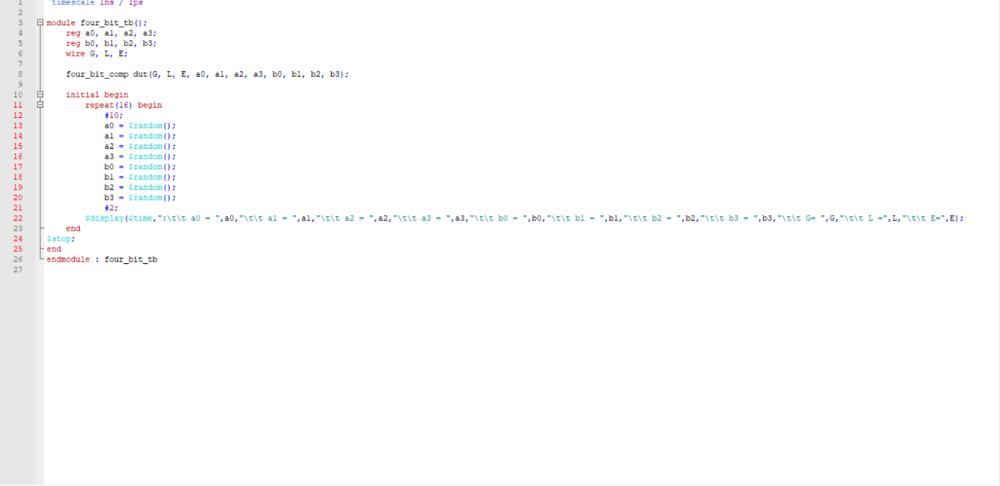 1 `timescale 1ns / 1ps
2
3 module four_bit_tb();
4 reg a0, a1, a2, a3;
5 reg b0, b1, b2, b3;
6 wire G, L, E;
7
8 four_bit_comp dut(G, L, E, a0, a1, a2, a3, b0, b1, b2, b3);
9
10 initial begin
11 repeat(16) begin
12 #10;
13 a0 = $random();
14 a1 = $random();
15 a2 = $random();
16 a3 = $random();
17 b0 = $random();
18 b1 = $random();
19 b2 = $random();
20 b3 = $random();
21 #2;
22 $display($time,":\t\t a0 = ",a0,"\t\t a1 = ",a1,"\t\t a2 = ",a2,"\t\t a3 = ",a3,"\t\t b0 = ",b0,"\t\t b1 = ",b1,"\t\t b2 = ",b2,"\t\t b3 = ",b3,"\t\t G= ",G,"\t\t L =",L,"\t\t E=",E);
23 end
24 $stop;
25 end
26 endmodule : four_bit_tb
27